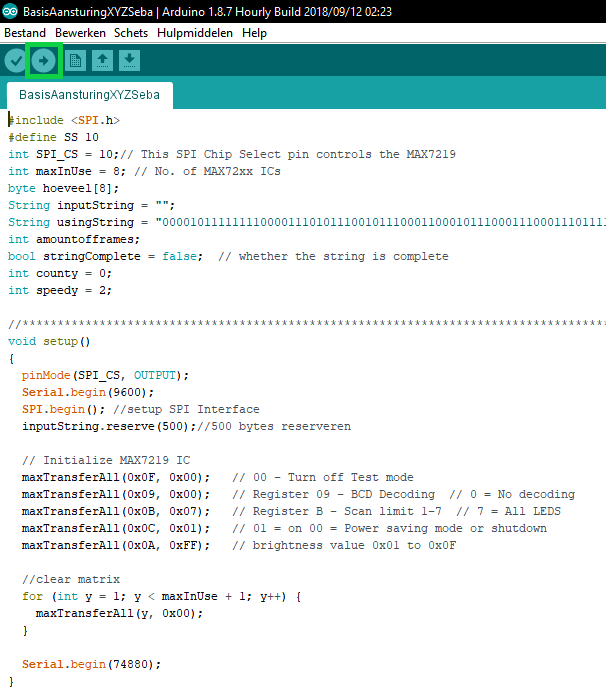 BasisAansturingXYZSeba | Arduino 1.8.7 Hourly Build 2018/09/12 02:23
Bestand Bewerken Schets Hulpmiddelen Help
BasisAansturingXYZSeba
#include <SPI.h>
#define SS 10
int SPI_CS = 10;// This SPI Chip Select pin controls the MAX7219
int maxInUse = 8; // No. of MAX72xx ICs
byte hoeveel[8];
String inputString = "";
String usingString = "0000101111111110000111010111001011100011000101110001110001110111
int amountofframes;
bool stringComplete = false;  // whether the string is complete
int county = 0;
int speedy = 2;
//***********************************************************************************
void setup()
{
  pinMode(SPI_CS, OUTPUT);
  Serial.begin(9600);
  SPI.begin(); //setup SPI Interface
  inputString.reserve(500);//500 bytes reserveren
  // Initialize MAX7219 IC
  maxTransferAll(0x0F, 0x00);   // 00 - Turn off Test mode
  maxTransferAll(0x09, 0x00);   // Register 09 - BCD Decoding  // 0 = No decoding
  maxTransferAll(0x0B, 0x07);   // Register B - Scan limit 1-7  // 7 = All LEDS
  maxTransferAll(0x0C, 0x01);   // 01 = on 00 = Power saving mode or shutdown
  maxTransferAll(0x0A, 0xFF);   // brightness value 0x01 to 0x0F
  //clear matrix
  for (int y = 1; y < maxInUse + 1; y++) {
    maxTransferAll(y, 0x00);
  }
  Serial.begin(74880);
}